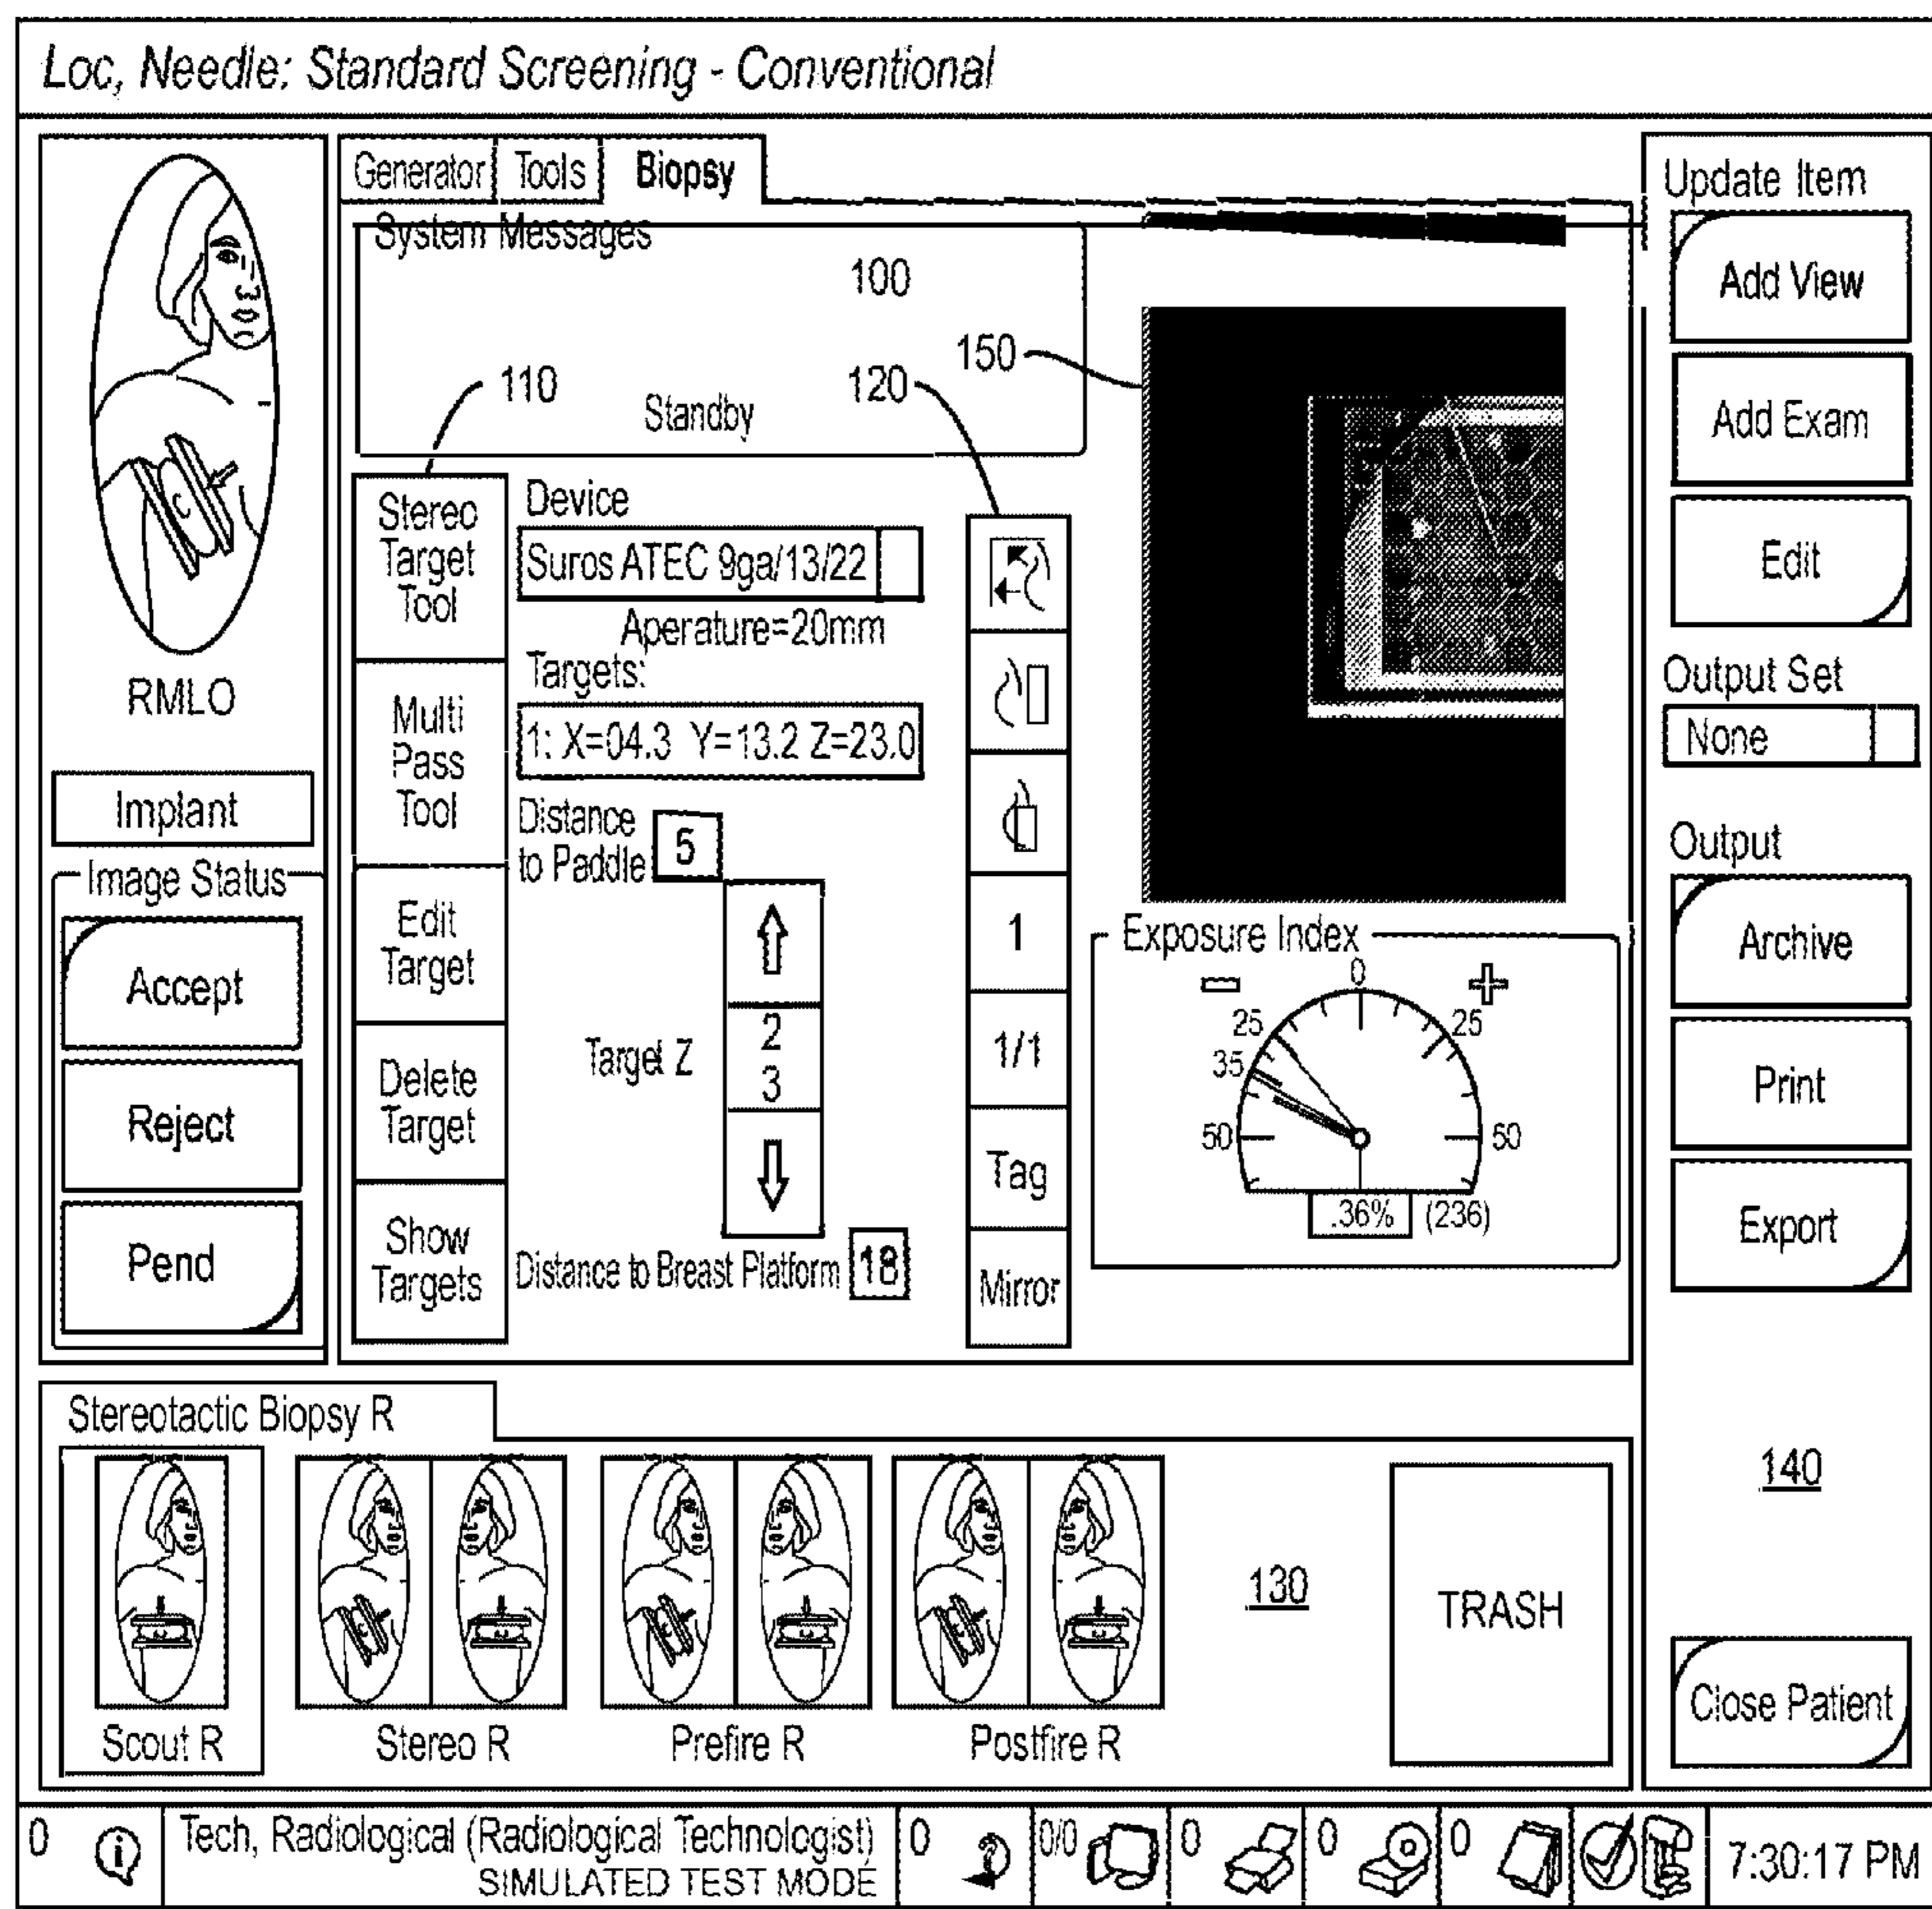 Loc, Needle: Standard Screening - Conventional
RMLO
Implant
Image Status
Accept
Reject
Pend
Generator
Tools
Biopsy
System Messages
100
150
110
120
Standby
Stereo
Target
Tool
Multi
Pass
Tool
Edit
Target
Delete
Target
Show
Targets
Device
Suros ATEC 9ga/13/22
Aperature=20mm
Targets:
1: X=04.3 Y=13.2 Z=23.0
Distance
to Paddle
5
Target Z
2
3
Distance to Breast Platform
18
1
1/1
Tag
Mirror
Exposure Index
0
25
25
35
50
50
.36%
(236)
Update Item
Add View
Add Exam
Edit
Output Set
None
Output
Archive
Print
Export
140
Close Patient
Stereotactic Biopsy R
Scout R
Stereo R
Prefire R
Postfire R
130
TRASH
0
i
Tech, Radiological (Radiological Technologist)
SIMULATED TEST MODE
0
0/0
0
0
0
7:30:17 PM